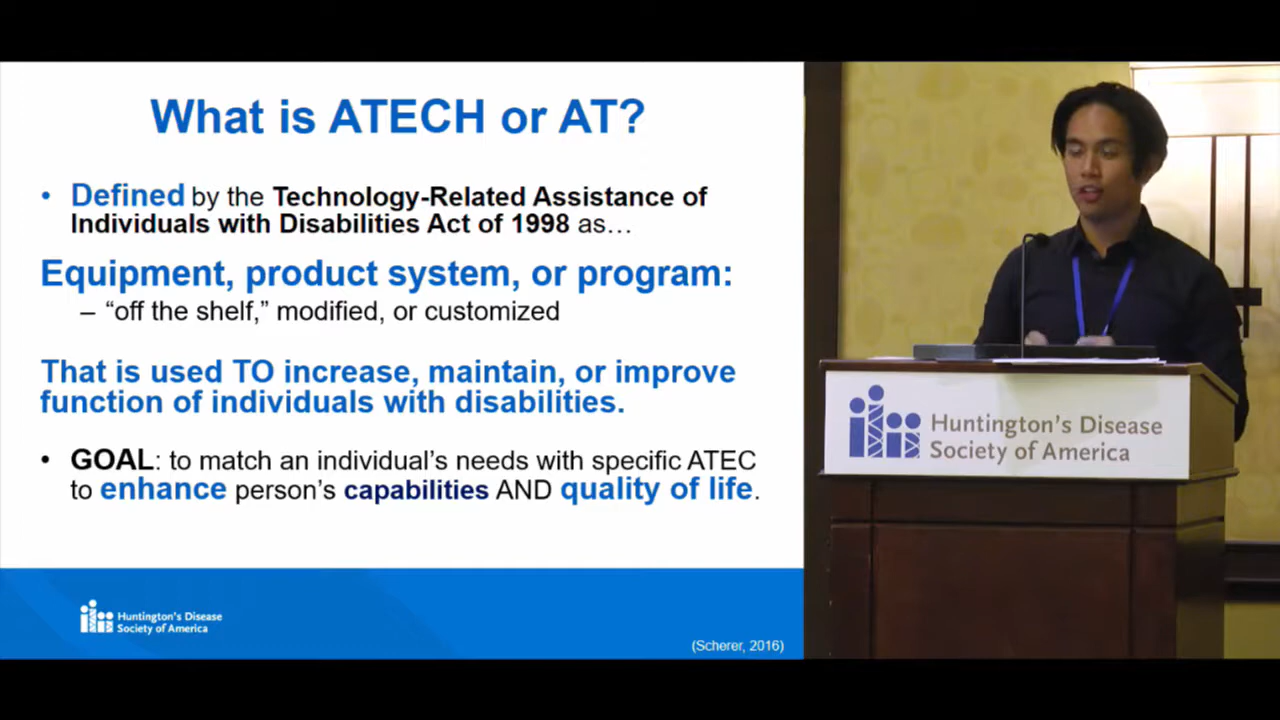 What is ATECH or AT?
• Defined by the Technology-Related Assistance of
Individuals with Disabilities Act of 1998 as…
Equipment, product system, or program:
– “off the shelf,” modified, or customized
That is used TO increase, maintain, or improve
function of individuals with disabilities.
• GOAL: to match an individual’s needs with specific ATEC
to enhance person’s capabilities AND quality of life.
Huntington’s Disease
Society of America
(Scherer, 2016)
Huntington’s Disease
Society of America